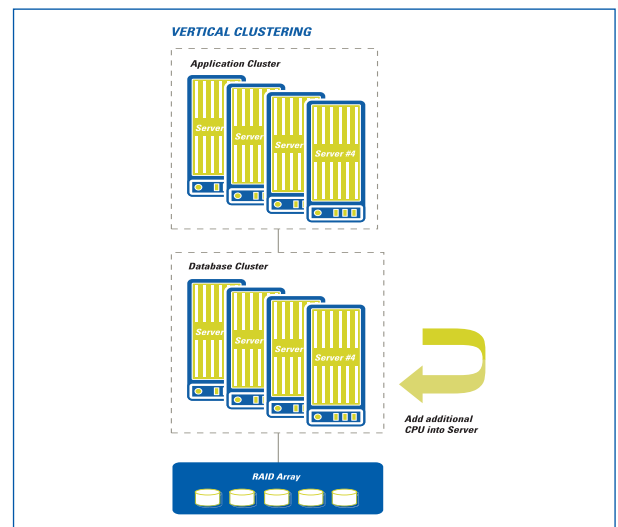 VERTICAL CLUSTERING
Application Cluster
Server
Server
Server
Server #4
Database Cluster
Server
Server
Server
Server #4
Add additional
CPU into Server
RAID Array